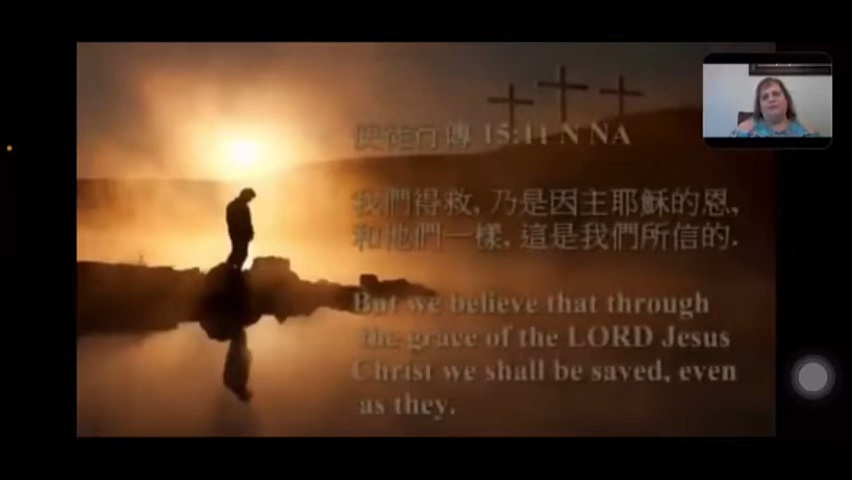 使徒行傳 15:11 N NA
我們得救, 乃是因主耶穌的恩,
和他們一樣, 這是我們所信的.
But we believe that through
the grace of the LORD Jesus
Christ we shall be saved, even
as they.